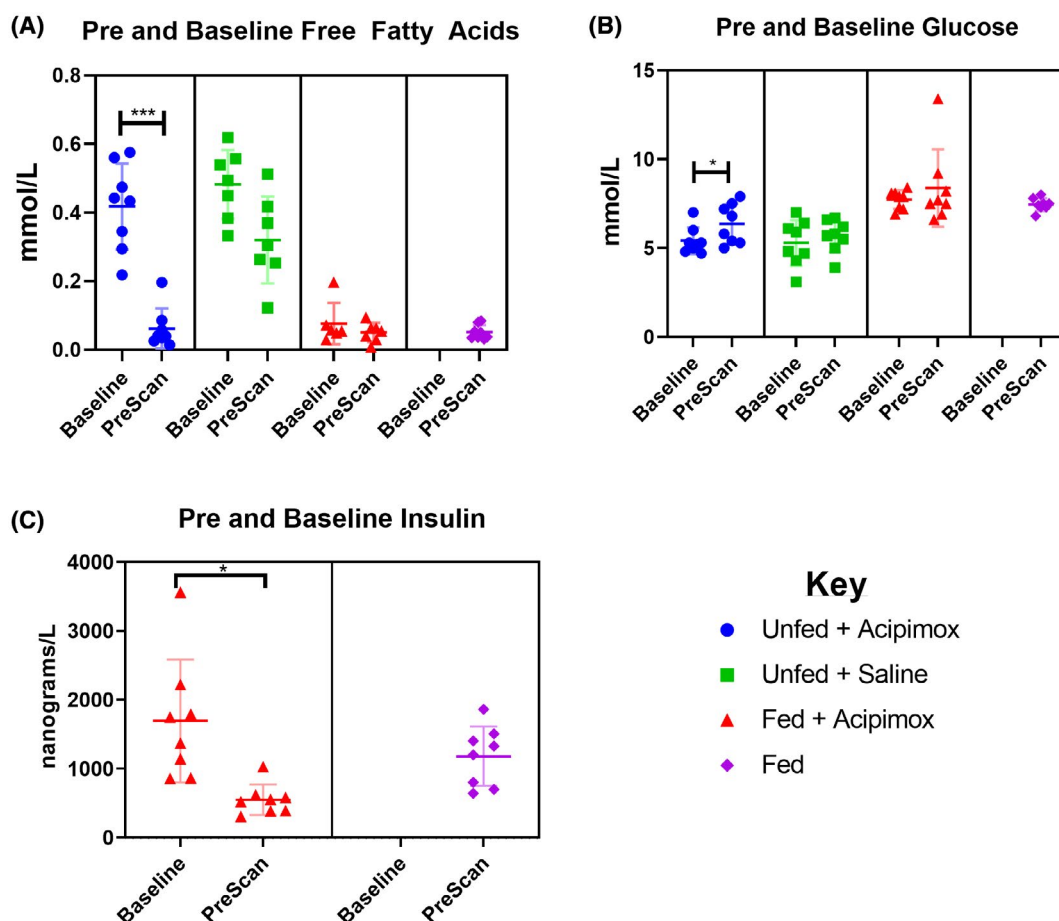 (A) Pre and Baseline Free Fatty Acids
mmol/L
0.8
0.6
0.4
0.2
0.0
***
Baseline
PreScan
Baseline
PreScan
Baseline
PreScan
Baseline
PreScan
(B) Pre and Baseline Glucose
mmol/L
15
10
5
0
*
Baseline
PreScan
Baseline
PreScan
Baseline
PreScan
Baseline
PreScan
(C) Pre and Baseline Insulin
nanograms/L
4000
3000
2000
1000
0
*
Baseline
PreScan
Baseline
PreScan
Key
Unfed + Acipimox
Unfed + Saline
Fed + Acipimox
Fed